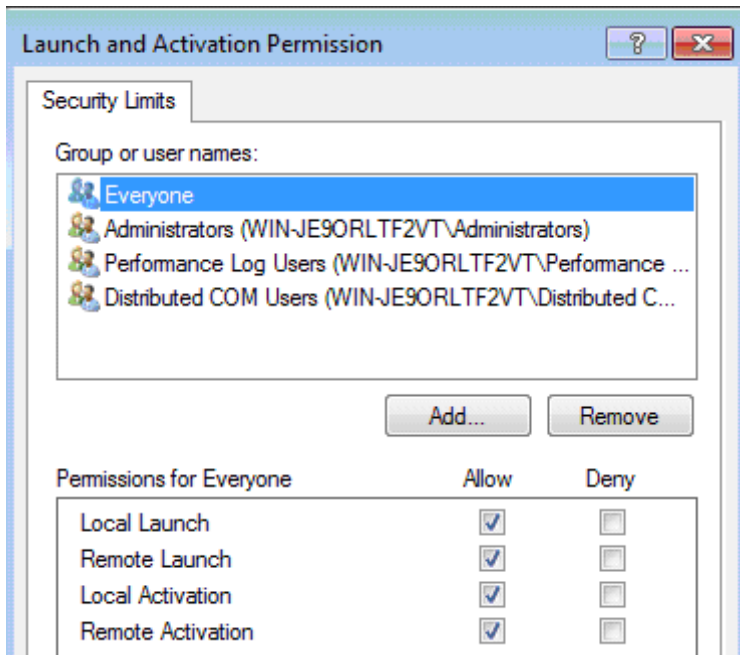 Launch and Activation Permission ?
Security Limits
Group or user names:
Everyone
Administrators (WIN-JE9ORLTF2VT\Administrators)
Performance Log Users (WIN-JE9ORLTF2VT\Performance ...
Distributed COM Users (WIN-JE9ORLTF2VT\Distributed C...
Add... Remove
Permissions for Everyone Allow Deny
Local Launch
Remote Launch
Local Activation
Remote Activation